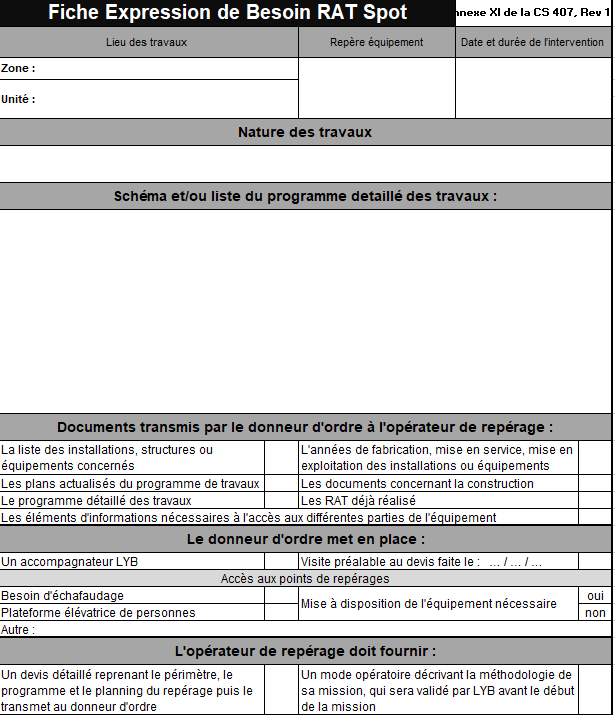 Fiche Expression de Besoin RAT Spot
nnexe XI de la CS 407, Rev 1
Lieu des travaux
Repère équipement
Date et durée de l'intervention
Zone :
Unité :
Nature des travaux
Schéma et/ou liste du programme detaillé des travaux :
Documents transmis par le donneur d'ordre à l'opérateur de repérage :
La liste des installations, structures ou
équipements concernés
L'années de fabrication, mise en service, mise en
exploitation des installations ou équipements
Les plans actualisés du programme de travaux
Les documents concernant la construction
Le programme détaillé des travaux
Les RAT déjà réalisé
Les éléments d'informations nécessaires à l'accès aux différentes parties de l'équipement
Le donneur d'ordre met en place :
Un accompagnateur LYB
Visite préalable au devis faite le : ... / ... / ...
Accès aux points de repérages
Besoin d'échafaudage
Plateforme élévatrice de personnes
Mise à disposition de l'équipement nécessaire
oui
non
Autre :
L'opérateur de repérage doit fournir :
Un devis détaillé reprenant le périmètre, le
programme et le planning du repérage puis le
transmet au donneur d'ordre
Un mode opératoire décrivant la méthodologie de
sa mission, qui sera validé par LYB avant le début
de la mission